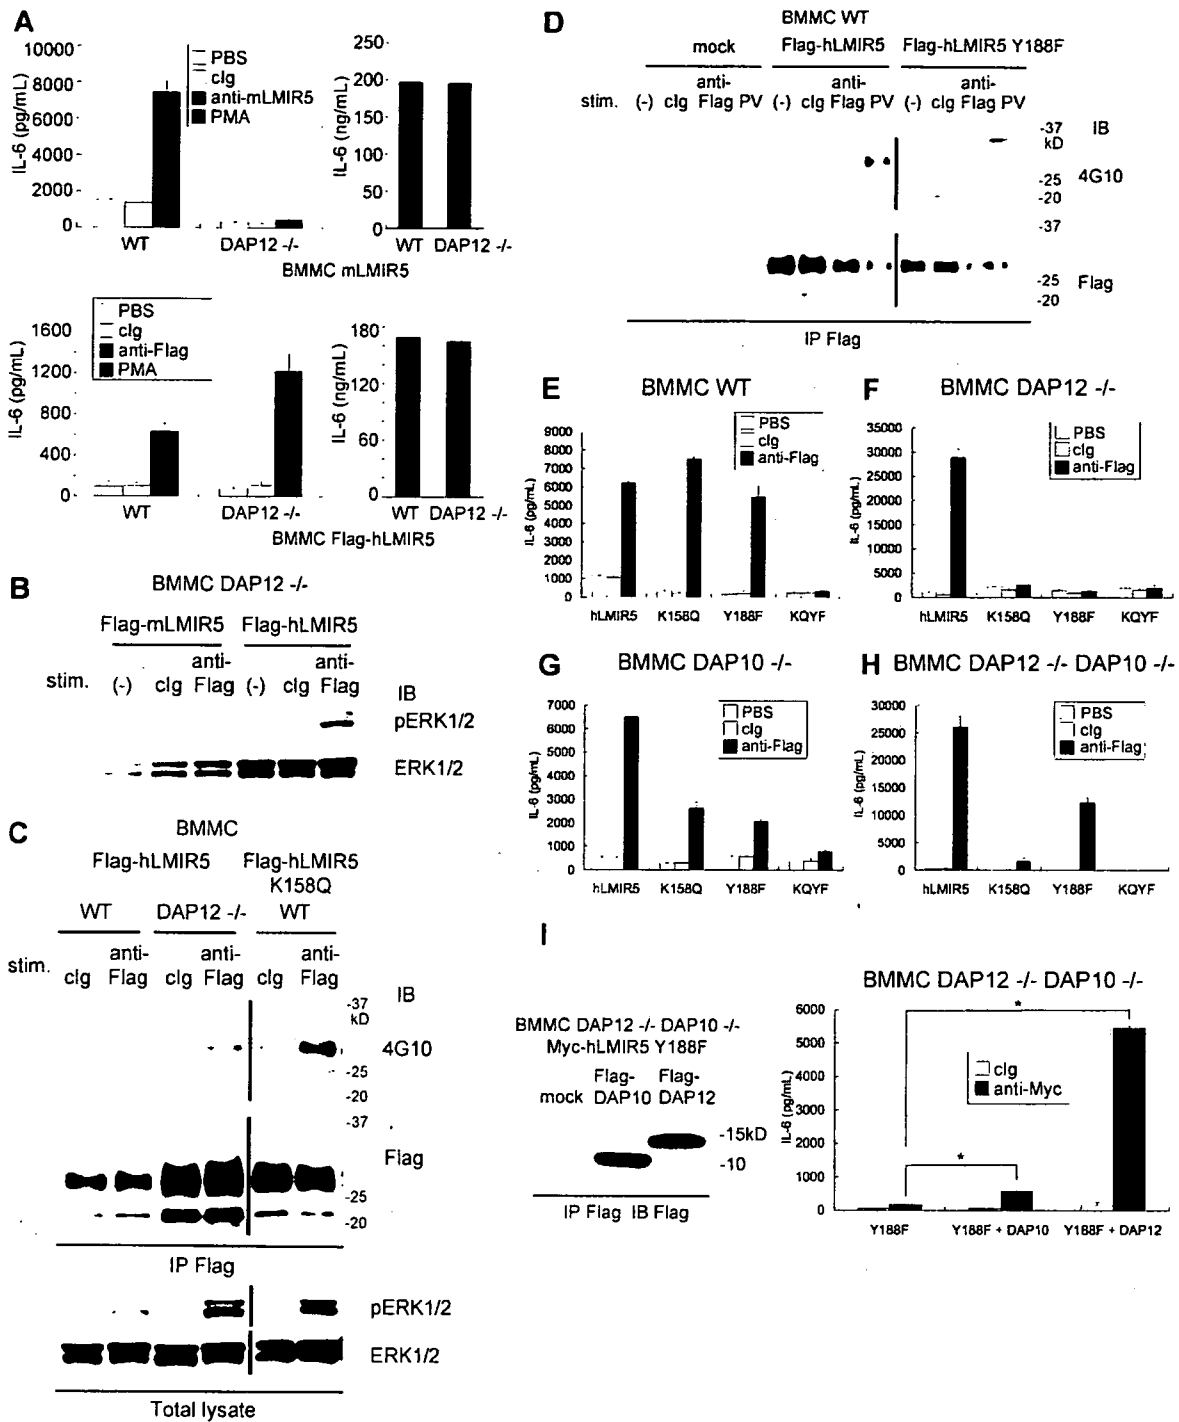 A
10000
8000
6000
4000
2000
0
IL-6 (pg/mL)
PBS
cIg
anti-mLMIR5
PMA
WT
DAP12 -/-
250
200
150
100
50
0
IL-6 (ng/mL)
WT
DAP12 -/-
BMMC mLMIR5
1600
1200
800
400
0
IL-6 (pg/mL)
PBS
cIg
anti-Flag
PMA
WT
DAP12 -/-
180
120
60
0
IL-6 (ng/mL)
WT
DAP12 -/-
BMMC Flag-hLMIR5
B
BMMC DAP12 -/-
Flag-mLMIR5
Flag-hLMIR5
stim.
(-)
cIg
anti-
Flag
(-)
cIg
anti-
Flag
IB
pERK1/2
ERK1/2
C
BMMC
Flag-hLMIR5
Flag-hLMIR5
K158Q
WT
DAP12 -/-
WT
stim.
cIg
anti-
Flag
cIg
anti-
Flag
cIg
anti-
Flag
-37
kD
IB
4G10
-25
-20
-37
Flag
-25
-20
IP Flag
pERK1/2
ERK1/2
Total lysate
D
BMMC WT
mock
Flag-hLMIR5
Flag-hLMIR5 Y188F
stim.
(-) cIg
anti-
Flag
PV
(-) cIg
anti-
Flag
PV
(-) cIg
anti-
Flag
PV
-37
kD
IB
4G10
-25
-20
-37
Flag
-25
-20
IP Flag
E
BMMC WT
9000
8000
7000
6000
5000
4000
3000
2000
1000
0
IL-6 (pg/mL)
PBS
cIg
anti-Flag
hLMIR5
K158Q
Y188F
KQYF
F
BMMC DAP12 -/-
35000
30000
25000
20000
15000
10000
5000
0
IL-6 (pg/mL)
PBS
cIg
anti-Flag
hLMIR5
K158Q
Y188F
KQYF
G
BMMC DAP10 -/-
7000
6000
5000
4000
3000
2000
1000
0
IL-6 (pg/mL)
PBS
cIg
anti-Flag
hLMIR5
K158Q
Y188F
KQYF
H
BMMC DAP12 -/- DAP10 -/-
30000
25000
20000
15000
10000
5000
0
IL-6 (pg/mL)
PBS
cIg
anti-Flag
hLMIR5
K158Q
Y188F
KQYF
I
BMMC DAP12 -/- DAP10 -/-
Myc-hLMIR5 Y188F
mock
Flag-
DAP10
Flag-
DAP12
-15kD
-10
IP Flag IB Flag
BMMC DAP12 -/- DAP10 -/-
6000
5000
4000
3000
2000
1000
0
IL-6 (pg/mL)
cIg
anti-Myc
*
*
Y188F
Y188F + DAP10
Y188F + DAP12